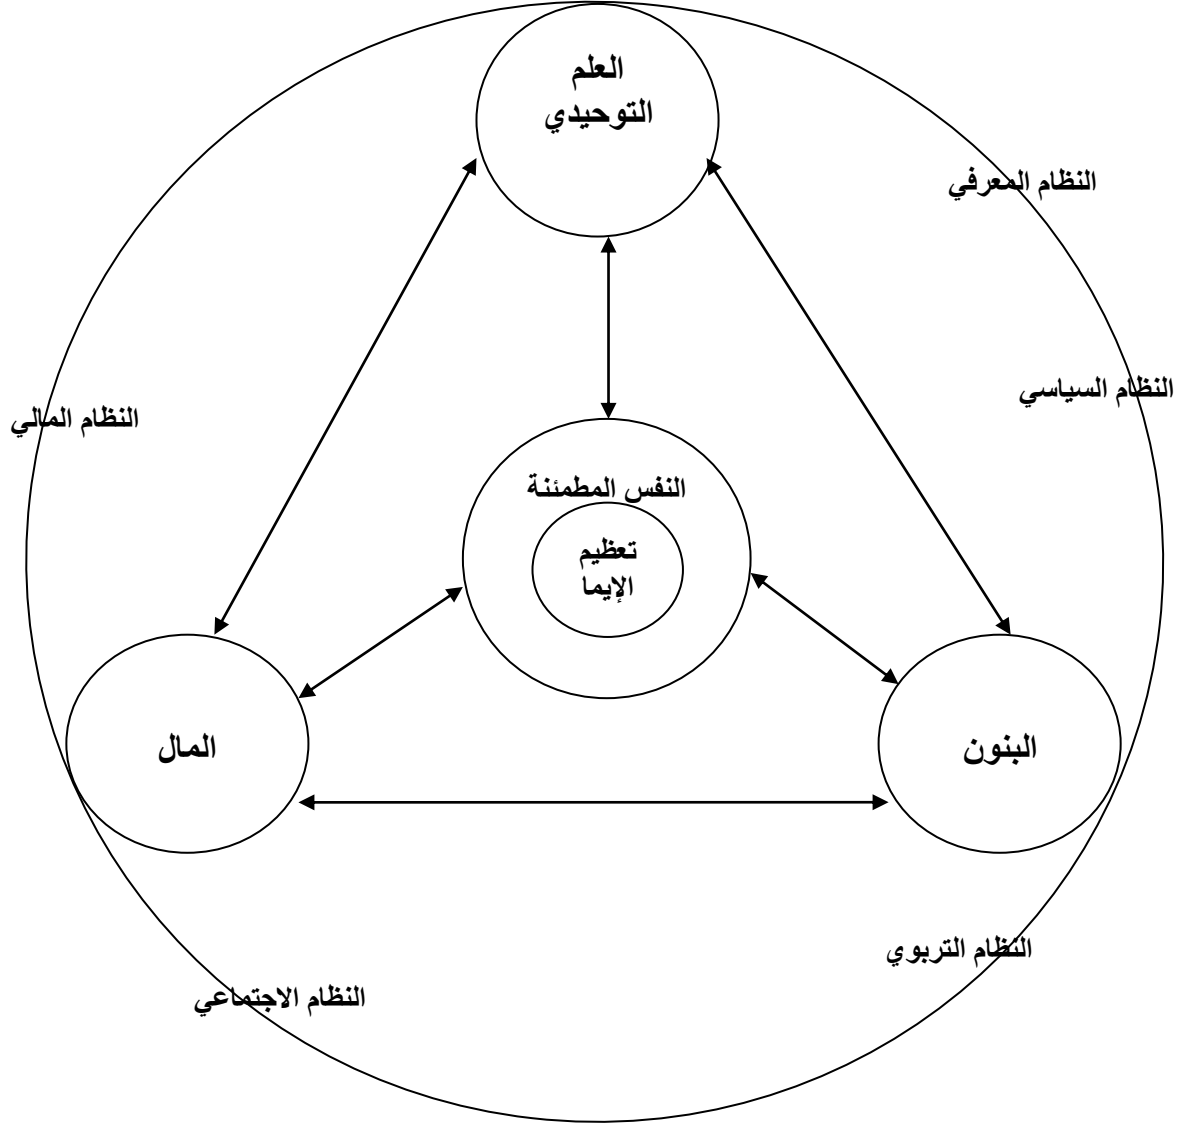 العلم
التوحيدي
النظام المعرفي
النظام السياسي
النظام المالي
النفس المطمئنة
تعظيم
الإيما
المال
البنون
النظام التربوي
النظام الاجتماعي